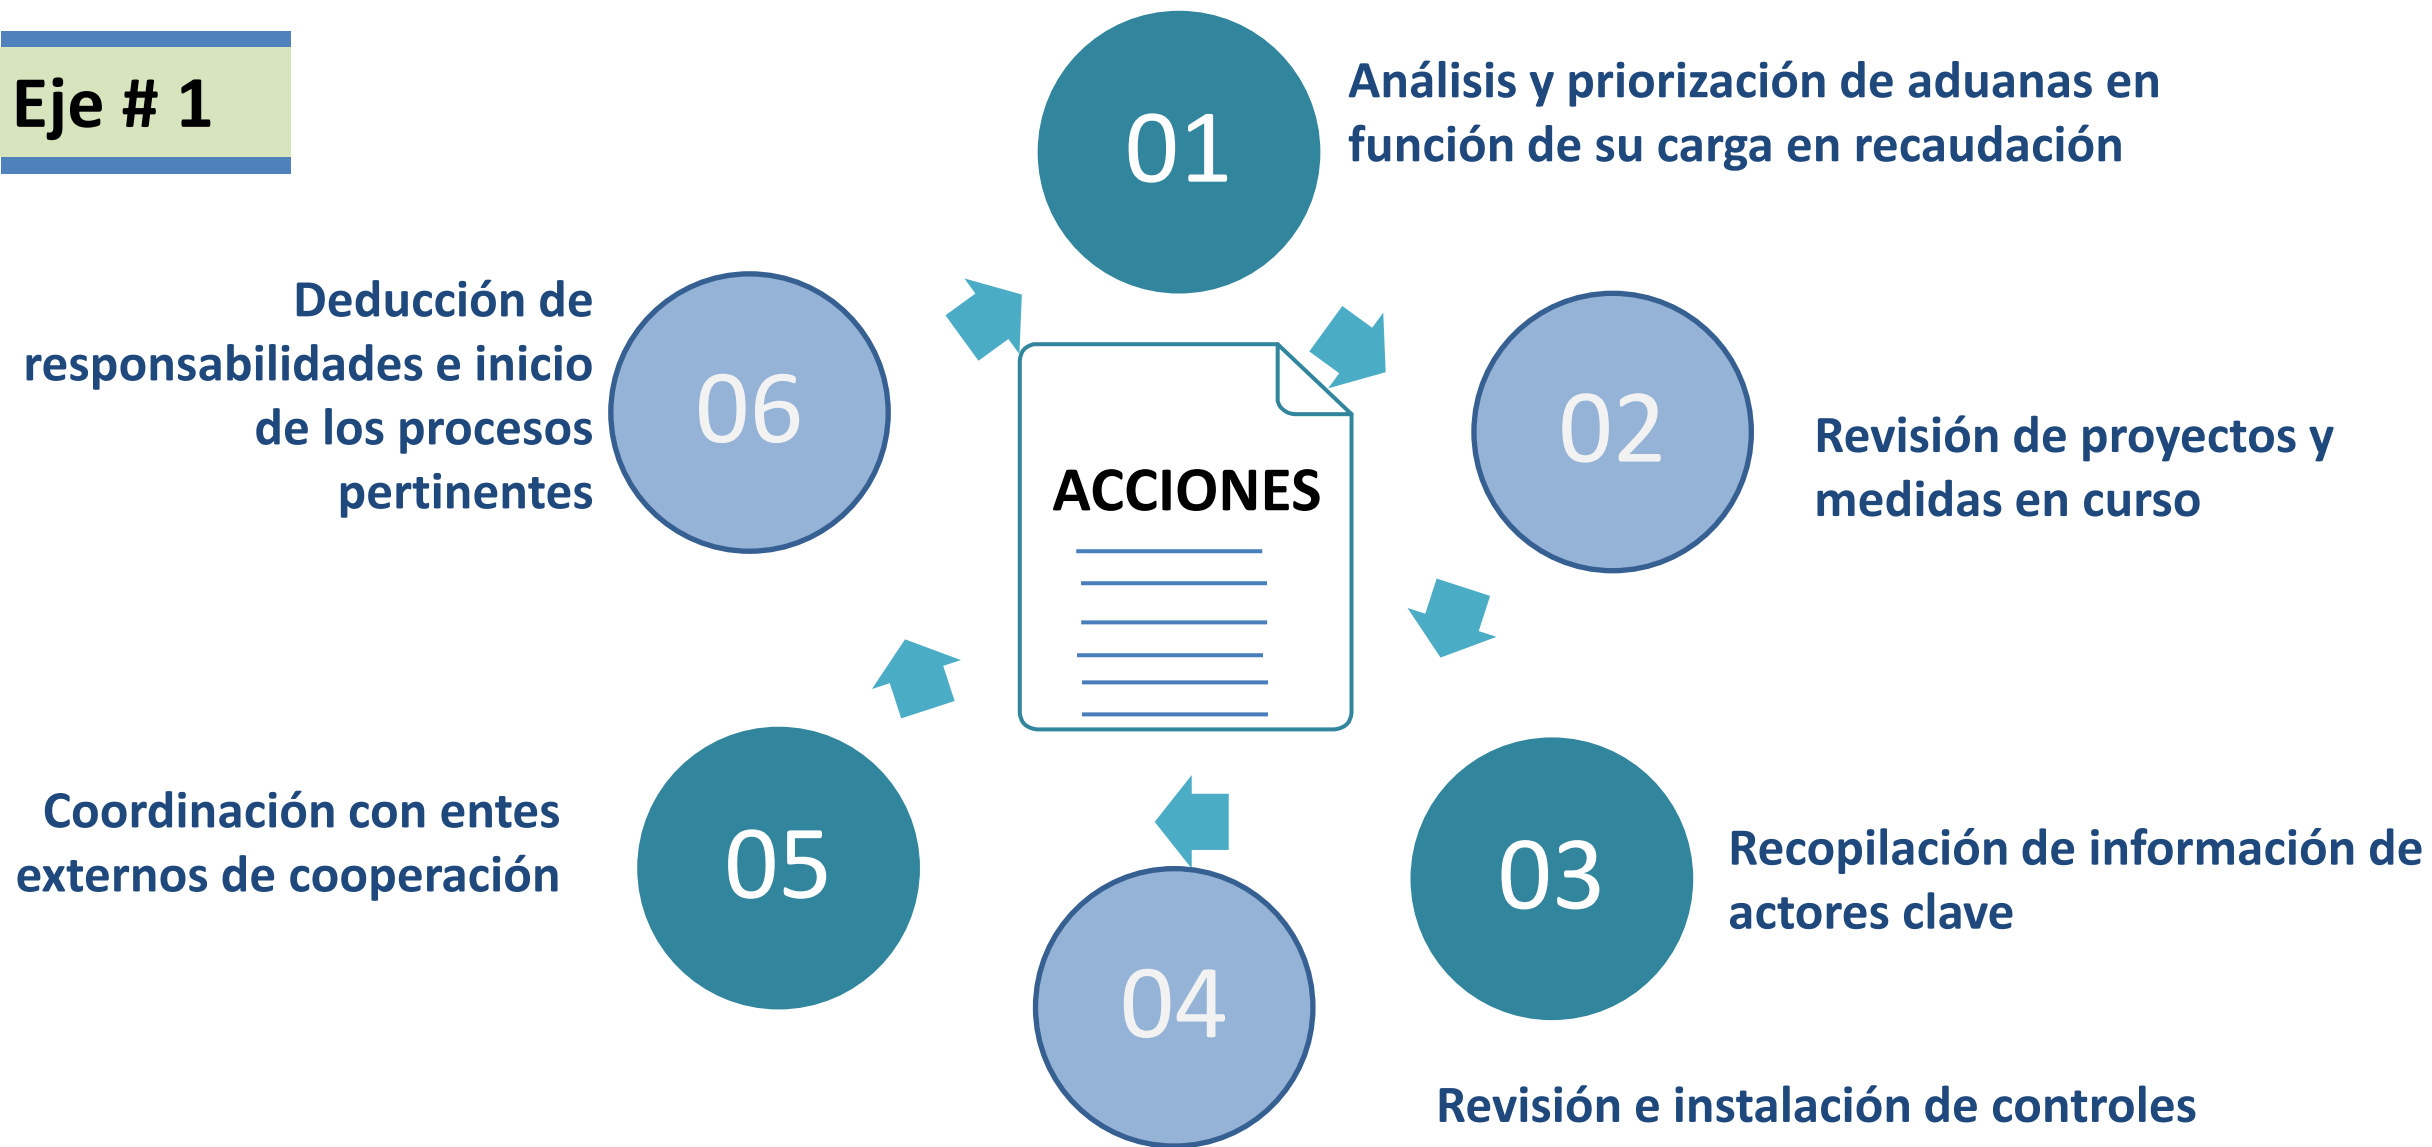 Eje # 1
01
Análisis y priorización de aduanas en
función de su carga en recaudación
02
Revisión de proyectos y
medidas en curso
03
Recopilación de información de
actores clave
04
Revisión e instalación de controles
05
Coordinación con entes
externos de cooperación
06
Deducción de
responsabilidades e inicio
de los procesos
pertinentes
ACCIONES